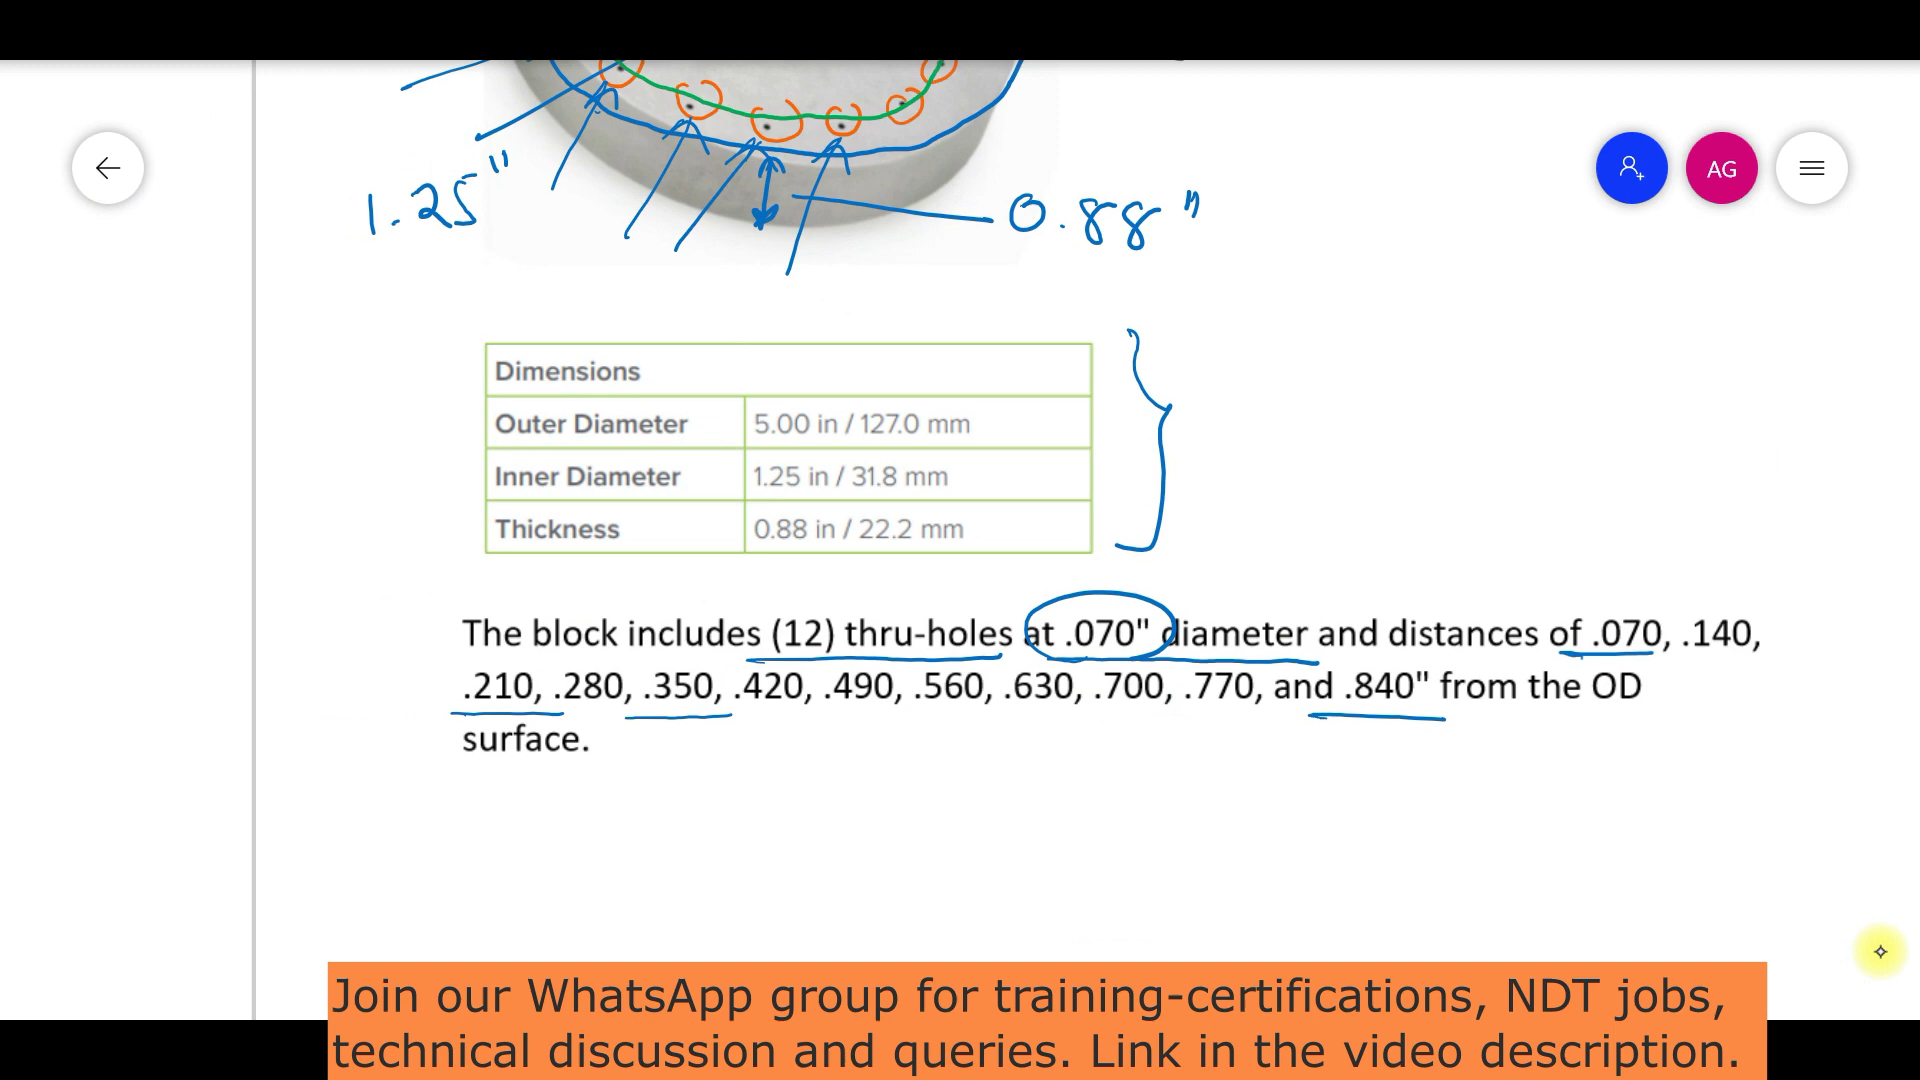 1.25"
0.88"
AG
Dimensions
Outer Diameter 5.00 in / 127.0 mm
Inner Diameter 1.25 in / 31.8 mm
Thickness 0.88 in / 22.2 mm
The block includes (12) thru-holes at .070" diameter and distances of .070, .140,
.210, .280, .350, .420, .490, .560, .630, .700, .770, and .840" from the OD
surface.
Join our WhatsApp group for training-certifications, NDT jobs,
technical discussion and queries. Link in the video description.